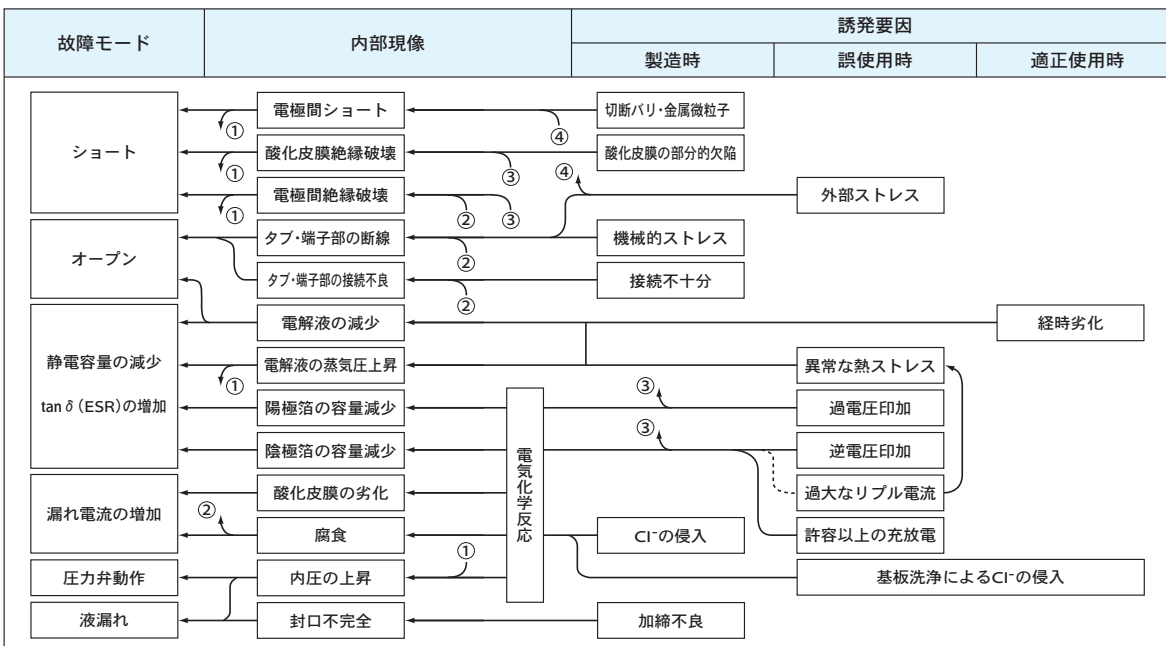 故障モード
内部現像
誘発要因
製造時
誤使用時
適正使用時
ショート
電極間ショート
切断バリ・金属微粒子
①
④
酸化皮膜絶縁破壊
酸化皮膜の部分的欠陥
①
③
④
電極間絶縁破壊
外部ストレス
①
②
③
オープン
タブ・端子部の断線
機械的ストレス
②
タブ・端子部の接続不良
接続不十分
②
静電容量の減少
tan δ (ESR)の増加
電解液の減少
経時劣化
電解液の蒸気圧上昇
異常な熱ストレス
①
③
陽極箔の容量減少
過電圧印加
③
陰極箔の容量減少
逆電圧印加
電気化学反応
漏れ電流の増加
酸化皮膜の劣化
過大なリプル電流
②
腐食
Cl⁻の侵入
許容以上の充放電
①
圧力弁動作
内圧の上昇
基板洗浄によるCl⁻の侵入
液漏れ
封口不完全
加締不良